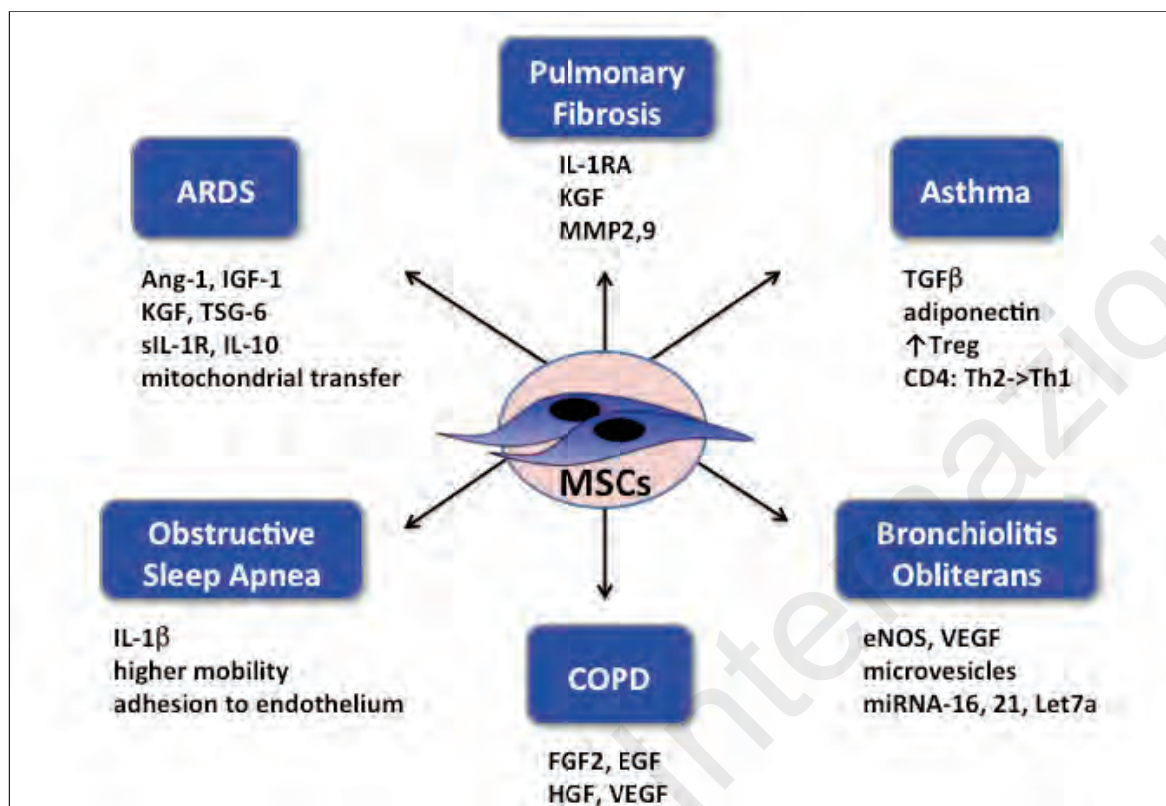 Pulmonary
Fibrosis
IL-1RA
KGF
MMP2,9
ARDS
Ang-1, IGF-1
KGF, TSG-6
sIL-1R, IL-10
mitochondrial transfer
Asthma
TGFβ
adiponectin
↑Treg
CD4: Th2->Th1
MSCs
Obstructive
Sleep Apnea
IL-1β
higher mobility
adhesion to endothelium
COPD
FGF2, EGF
HGF, VEGF
Bronchiolitis
Obliterans
eNOS, VEGF
microvesicles
miRNA-16, 21, Let7a
Internazio